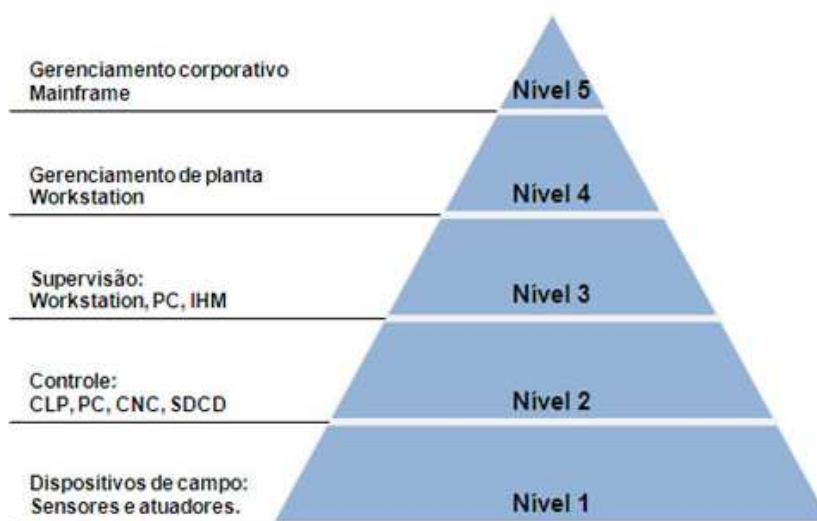 Gerenciamento corporativo
Mainframe
Nível 5
Gerenciamento de planta
Workstation
Nível 4
Supervisão:
Workstation, PC, IHM
Nível 3
Controle:
CLP, PC, CNC, SDCD
Nível 2
Dispositivos de campo:
Sensores e atuadores.
Nível 1